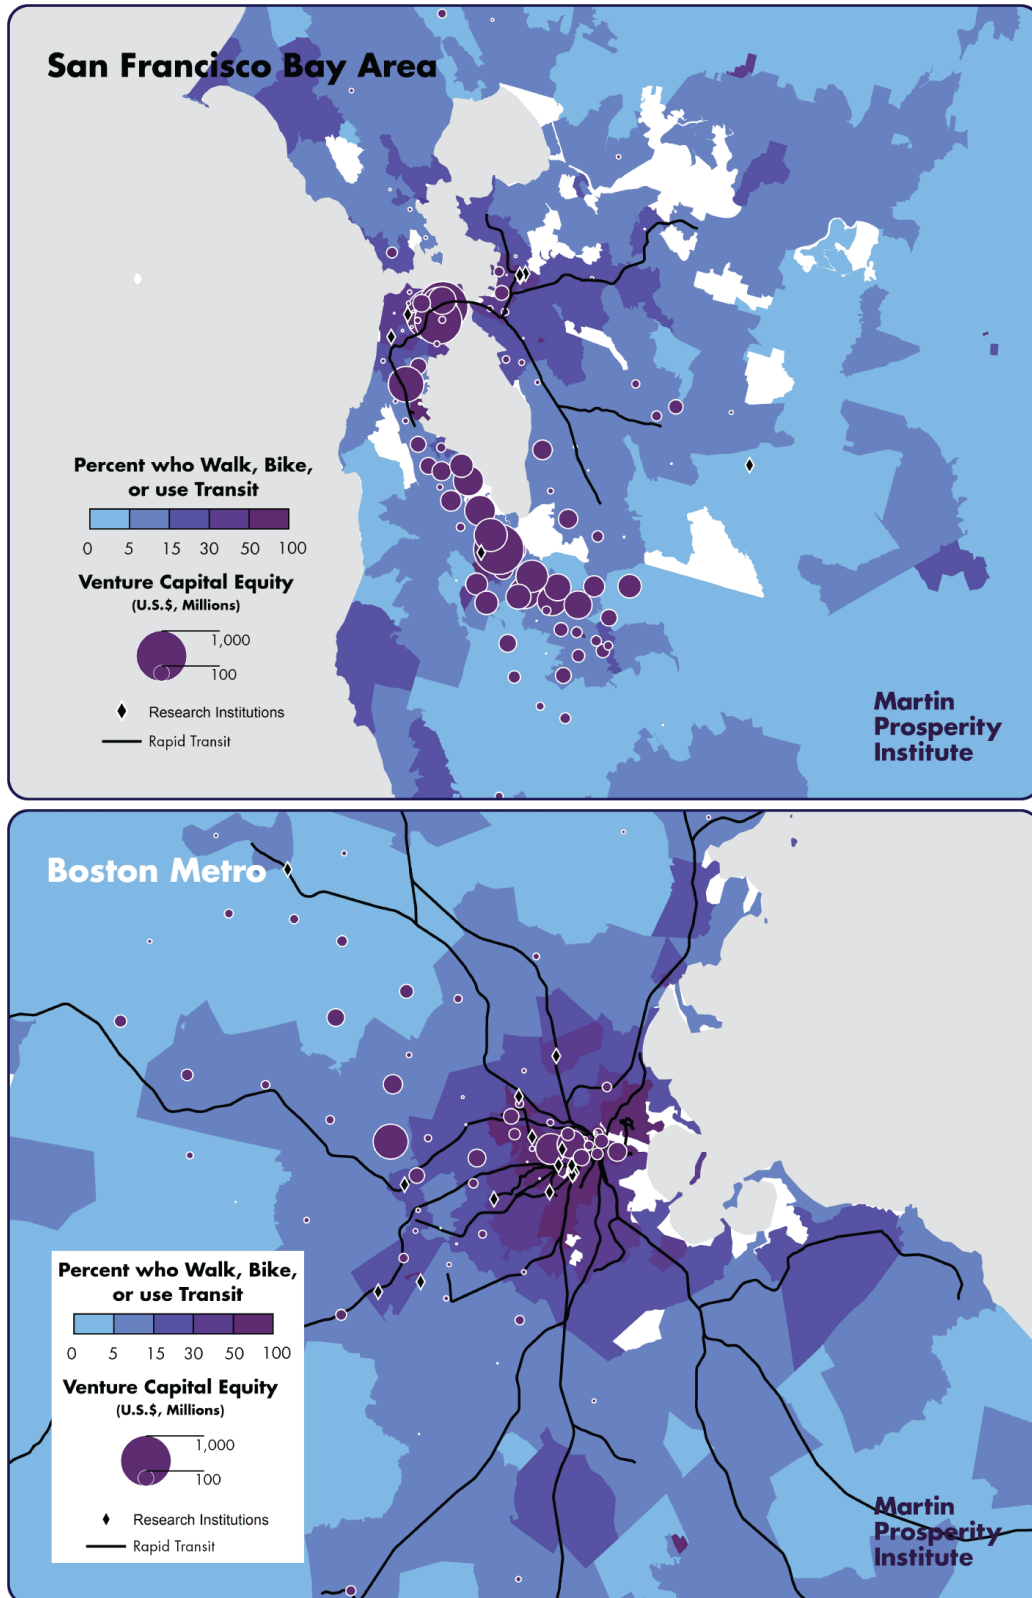 San Francisco Bay Area
Percent who Walk, Bike,
or use Transit
0 5 15 30 50 100
Venture Capital Equity
(U.S.$, Millions)
1,000
100
Research Institutions
Rapid Transit
Martin
Prosperity
Institute
Boston Metro
Percent who Walk, Bike,
or use Transit
0 5 15 30 50 100
Venture Capital Equity
(U.S.$, Millions)
1,000
100
Research Institutions
Rapid Transit
Martin
Prosperity
Institute